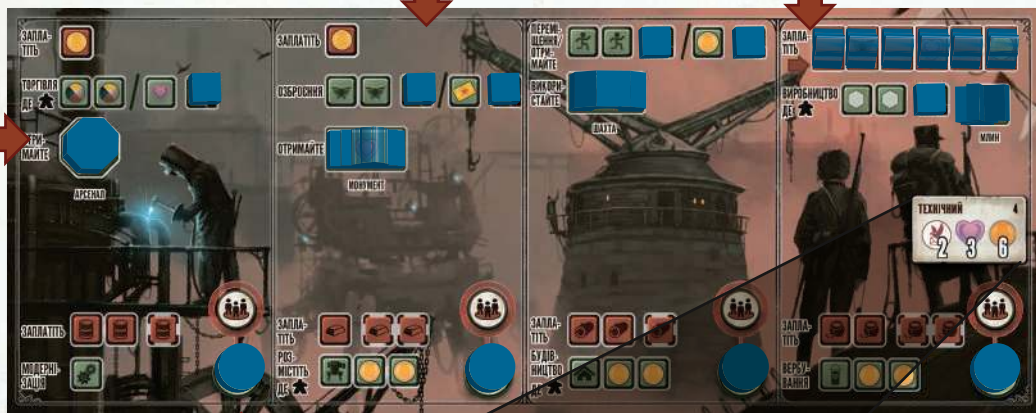 ЗАПЛА-
ТІТЬ
ТОРГІВЛЯ
ДЕ
ОТРИ-
МАЙТЕ
АРСЕНАЛ
ЗАПЛАТІТЬ
МОДЕРНІ-
ЗАЦІЯ
ЗАПЛАТІТЬ
ОЗБРОЄННЯ
ОТРИМАЙТЕ
МОНУМЕНТ
ЗАПЛА-
ТІТЬ
РОЗ-
МІСТІТЬ
ДЕ
ПЕРЕМІ-
ЩЕННЯ/
ОТРИ-
МАЙТЕ
ВИКОРИ-
СТАЙТЕ
ШАХТА
ЗАПЛА-
ТІТЬ
БУДІВ-
НИЦТВО
ДЕ
ЗАПЛА-
ТІТЬ
ВИРОБНИЦТВО
ДЕ
МЛИН
ТЕХНІЧНИЙ 4
2 3 6
ЗАПЛА-
ТІТЬ
ВЕРБУ-
ВАННЯ